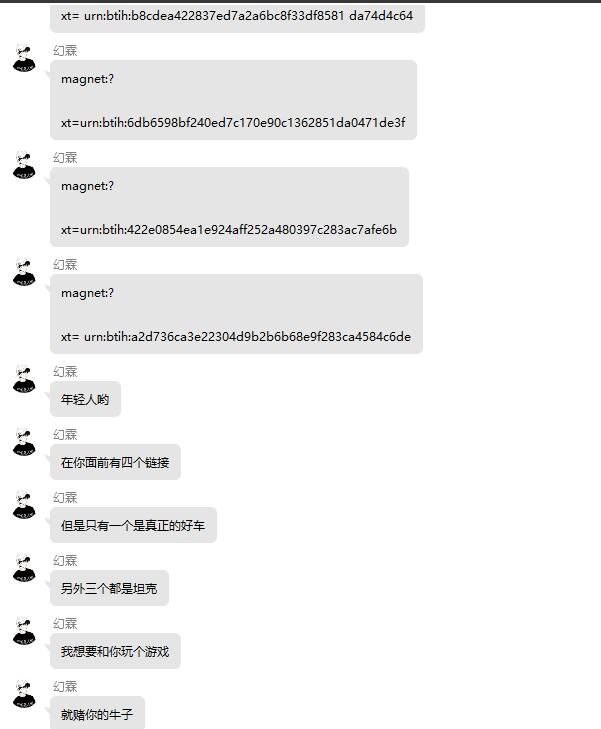 xt= urn:btih:b8cdea422837ed7a2a6bc8f33df8581 da74d4c64
幻霖
magnet:?
xt=urn:btih:6db6598bf240ed7c170e90c1362851da0471de3f
幻霖
magnet:?
xt=urn:btih:422e0854ea1e924aff252a480397c283ac7afe6b
幻霖
magnet:?
xt= urn:btih:a2d736ca3e22304d9b2b6b68e9f283ca4584c6de
幻霖
年轻人哟
幻霖
在你面前有四个链接
幻霖
但是只有一个是真正的好车
幻霖
另外三个都是坦克
幻霖
我想要和你玩个游戏
幻霖
就赌你的牛子